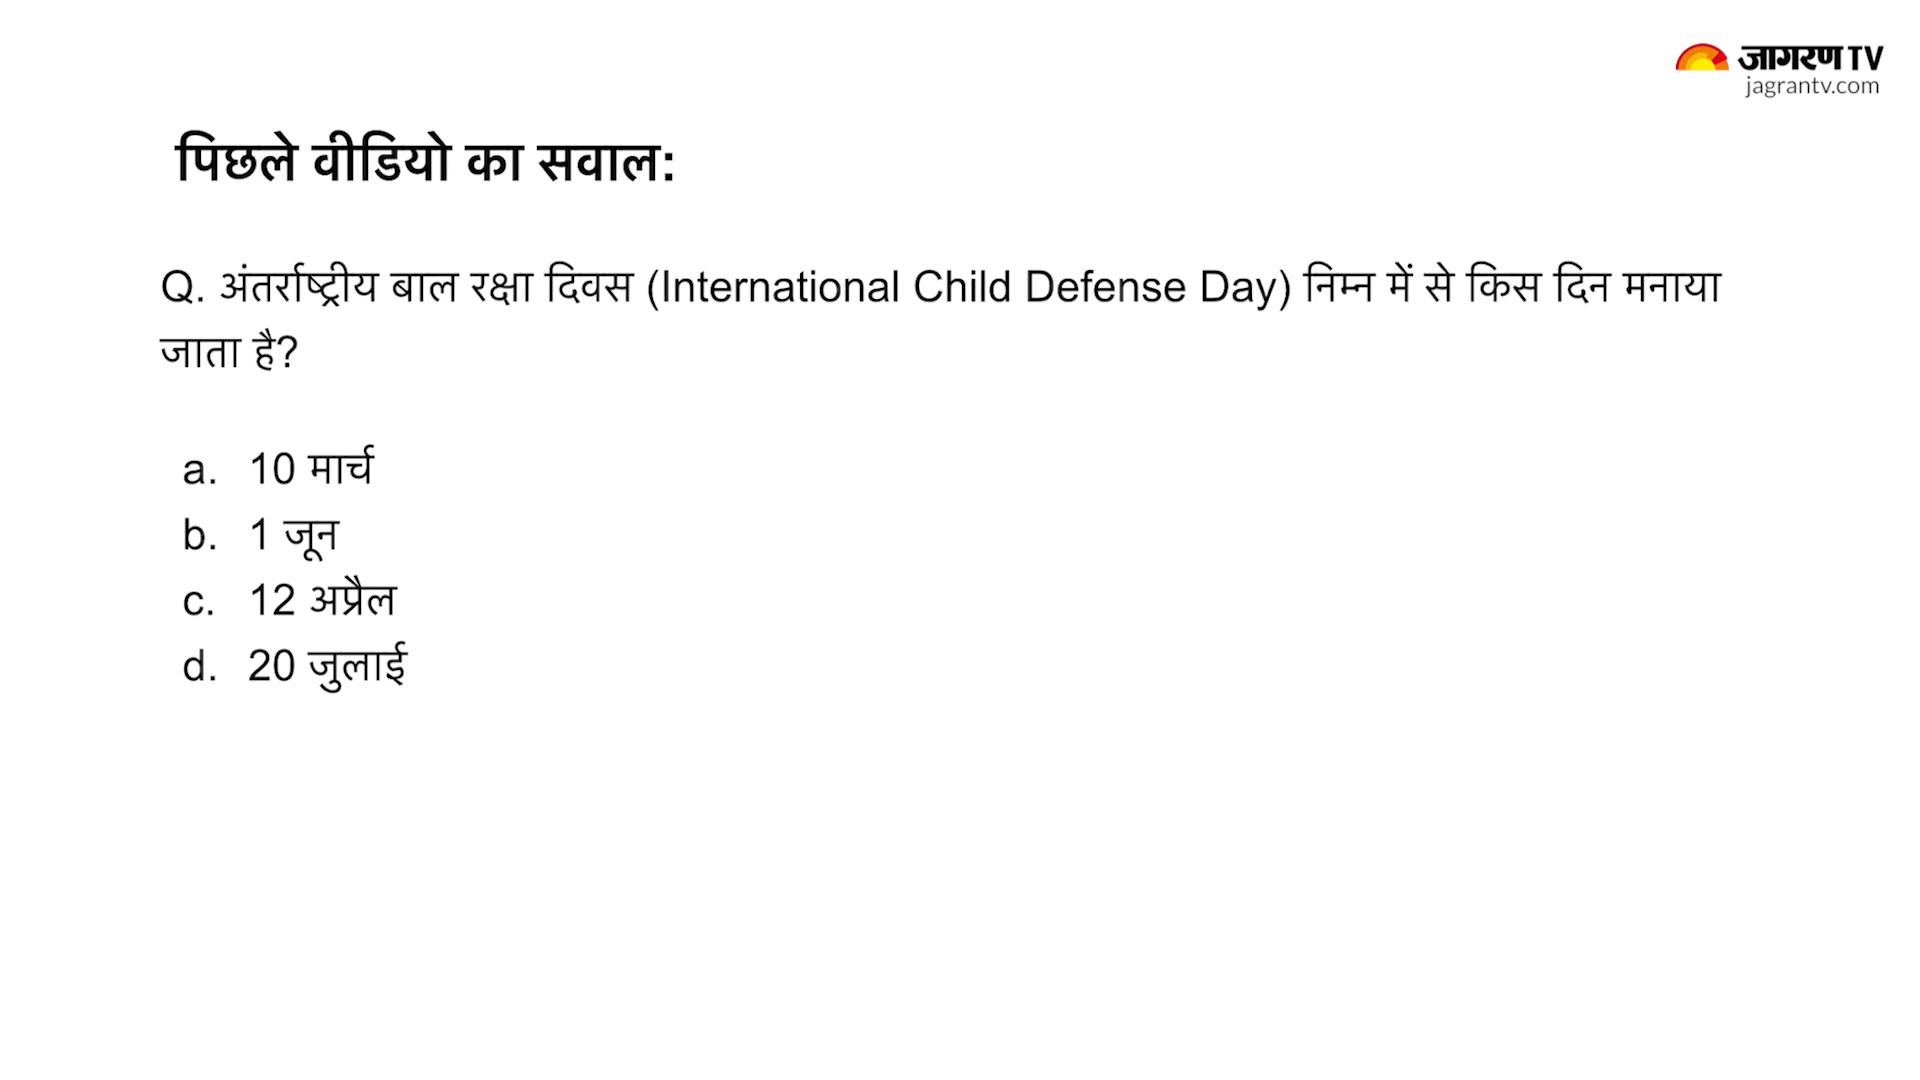 जागरण TV
jagrantv.com
पिछले वीडियो का सवाल:
Q. अंतर्राष्ट्रीय बाल रक्षा दिवस (International Child Defense Day) निम्न में से किस दिन मनाया
जाता है?
a. 10 मार्च
b. 1 जून
c. 12 अप्रैल
d. 20 जुलाई